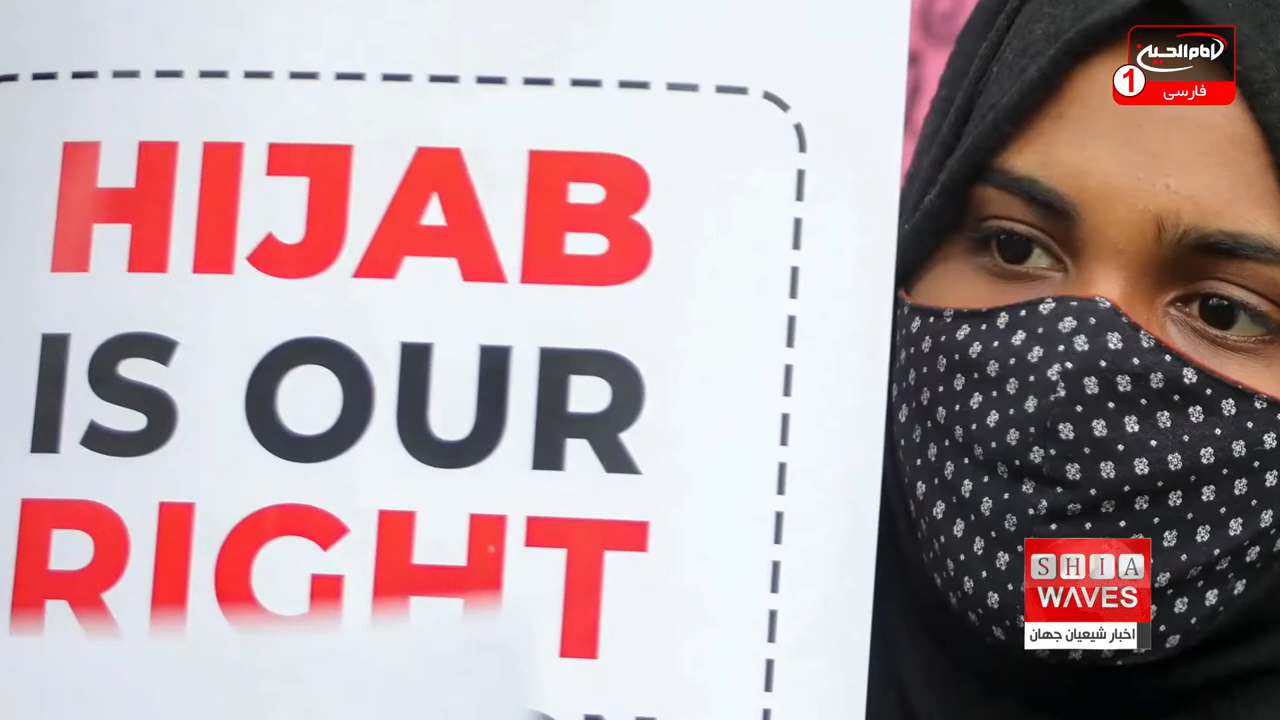 HIJAB
IS OUR
RIGHT
امام الحسین
1
فارسی
SHIA
WAVES
اخبار شیعیان جهان